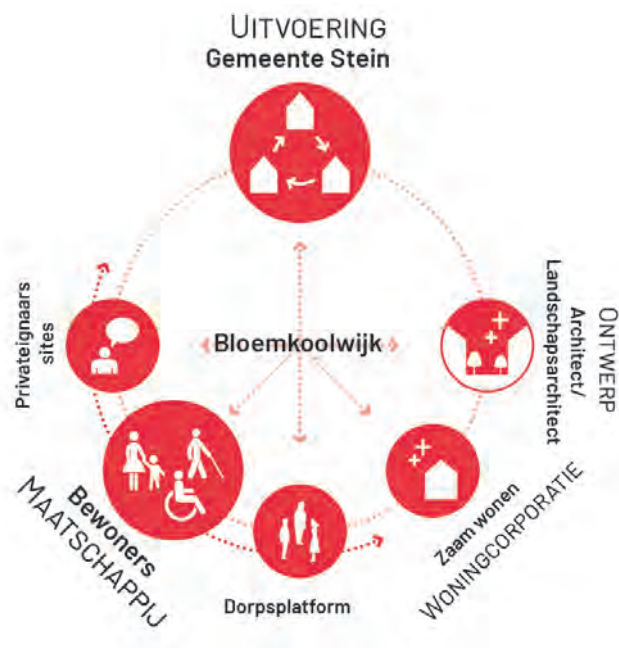 UITVOERING
Gemeente Stein
Privateignaars
sites
Bloemkoolwijk
ONTWERP
Architect/
Landschapsarchitect
Bewoners
MAATSCHAPPIJ
Dorpsplatform
Zaam wonen
WONINGCORPORATIE